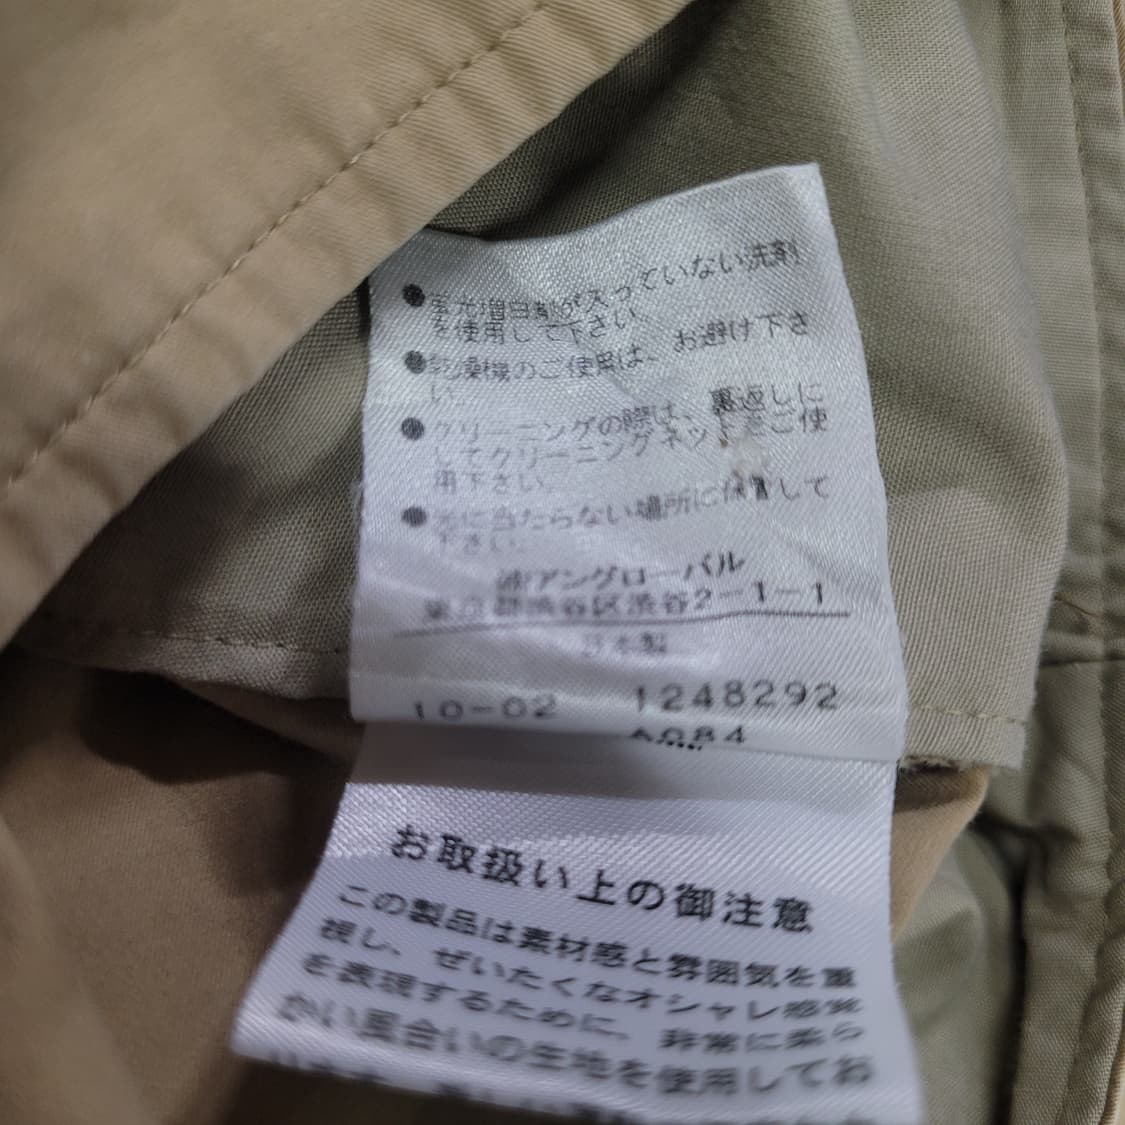 ●蛍光増白剤が入っていない洗剤
を使用して下さい。
●乾燥機のご使用は、お避け下さ
い。
●クリーニングの際は、裏返しに
してクリーニングネットをご使
用下さい。
に当たらない場所に保管して
下さい。
㈱アングローバル
東京都渋谷区渋谷2-1-1
日本製
10-02 1248292
A084
お取扱い上の御注意
この製品は素材感と雰囲気を重
視し、ぜいたくなオシャレ感覚
を表現するために、非常に柔ら
かい風合いの生地を使用してお